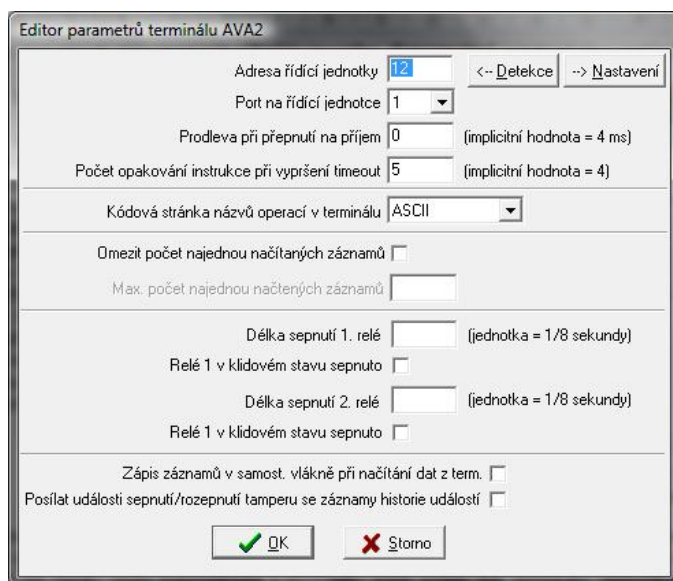 Editor parametrů terminálu AVA2
Adresa řídící jednotky 12 <-- Detekce --> Nastavení
Port na řídící jednotce 1
Prodleva při přepnutí na příjem 0 (implicitní hodnota = 4 ms)
Počet opakování instrukce při vypršení timeout 5 (implicitní hodnota = 4)
Kódová stránka názvů operací v terminálu ASCII
Omezit počet najednou načítaných záznamů
Max. počet najednou načtených záznamů
Délka sepnutí 1. relé (jednotka = 1/8 sekundy)
Relé 1 v klidovém stavu sepnuto
Délka sepnutí 2. relé (jednotka = 1/8 sekundy)
Relé 1 v klidovém stavu sepnuto
Zápis záznamů v samost. vlákně při načítání dat z term.
Posílat události sepnutí/rozepnutí tamperu se záznamy historie událostí
OK Storno